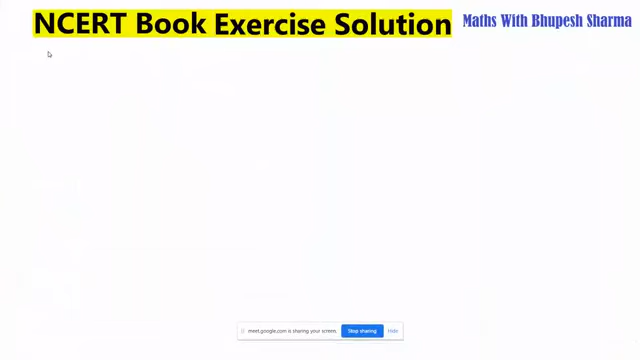 NCERT Book Exercise Solution
Maths With Bhupesh Sharma
meet.google.com is sharing your screen.
Stop sharing
Hide